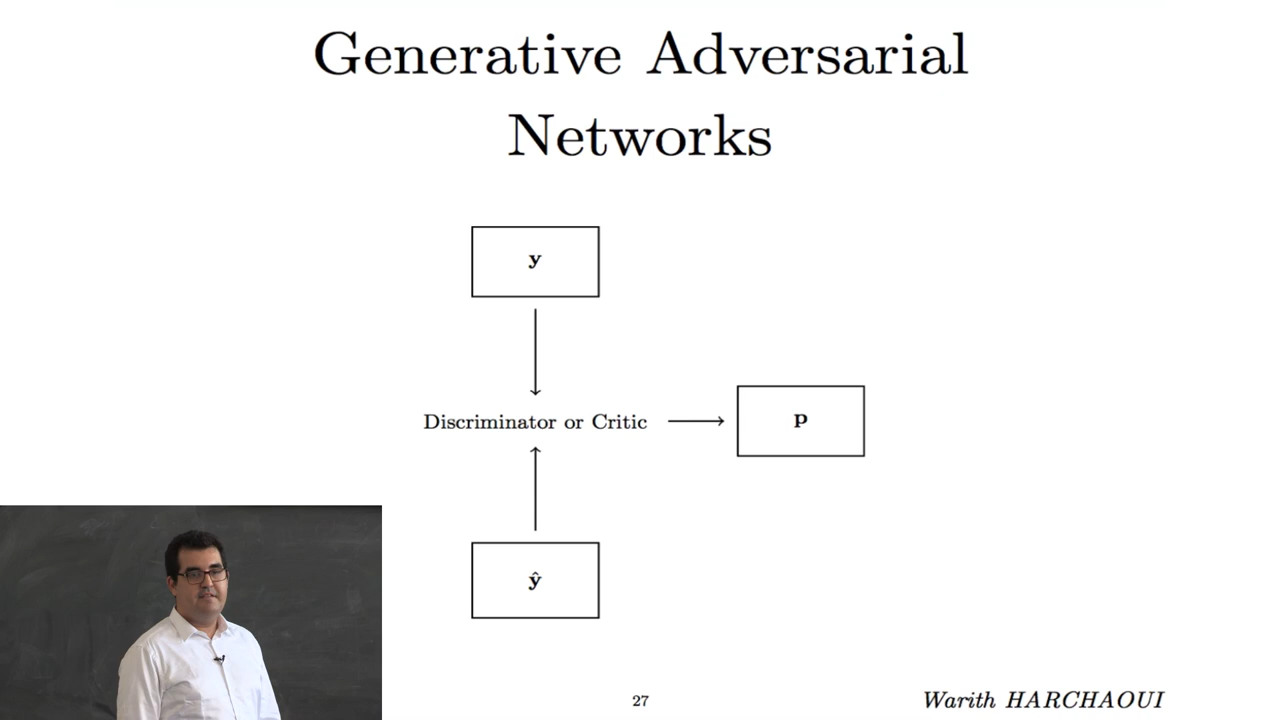 Generative Adversarial
Networks
y
Discriminator or Critic
p
ŷ
27
Warith HARCHAOUI